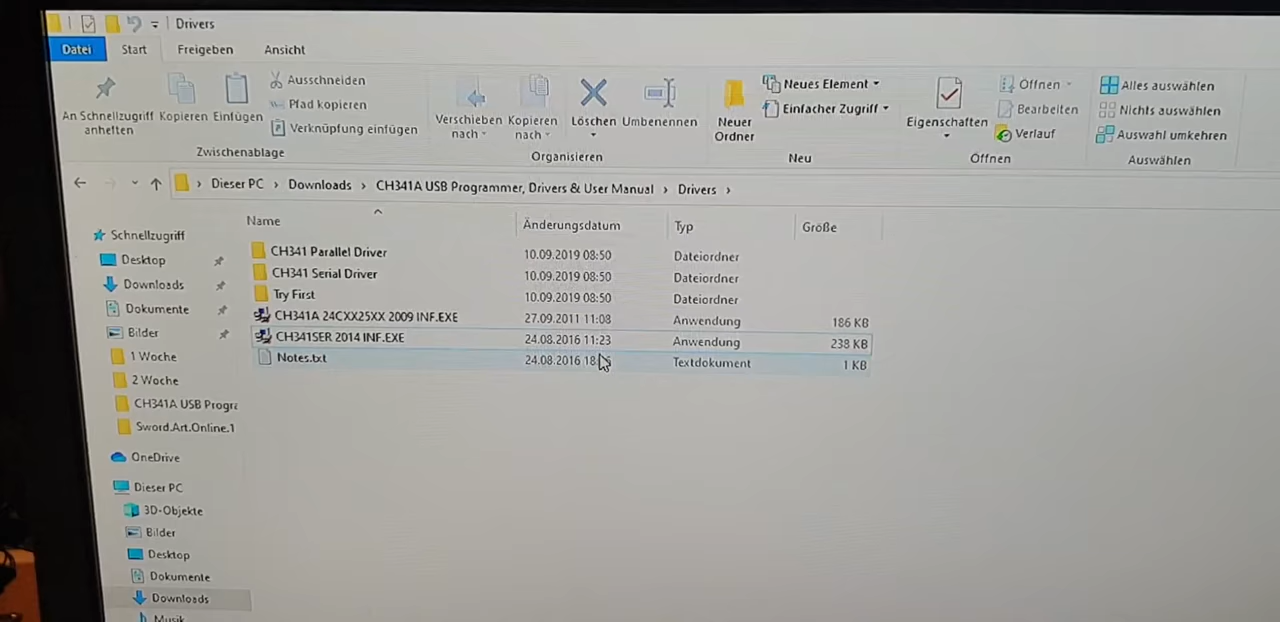 Drivers
Datei Start Freigeben Ansicht
An Schnellzugriff anheften
Kopieren
Einfügen
Ausschneiden
Pfad kopieren
Verknüpfung einfügen
Zwischenablage
Verschieben nach
Kopieren nach
Löschen
Umbenennen
Organisieren
Neuer Ordner
Neues Element
Einfacher Zugriff
Neu
Eigenschaften
Öffnen
Bearbeiten
Verlauf
Öffnen
Alles auswählen
Nichts auswählen
Auswahl umkehren
Auswählen
Dieser PC › Downloads › CH341A USB Programmer, Drivers & User Manual › Drivers ›
Name Änderungsdatum Typ Größe
CH341 Parallel Driver 10.09.2019 08:50 Dateiordner
CH341 Serial Driver 10.09.2019 08:50 Dateiordner
Try First 10.09.2019 08:50 Dateiordner
CH341A 24CXX25XX 2009 INF.EXE 27.09.2011 11:08 Anwendung 186 KB
CH341SER 2014 INF.EXE 24.08.2016 11:23 Anwendung 238 KB
Notes.txt 24.08.2016 Textdokument 1 KB
Schnellzugriff
Desktop
Downloads
Dokumente
Bilder
1 Woche
2 Woche
CH341A USB Progra
Sword.Art.Online.1
OneDrive
Dieser PC
3D-Objekte
Bilder
Desktop
Dokumente
Downloads
Musik